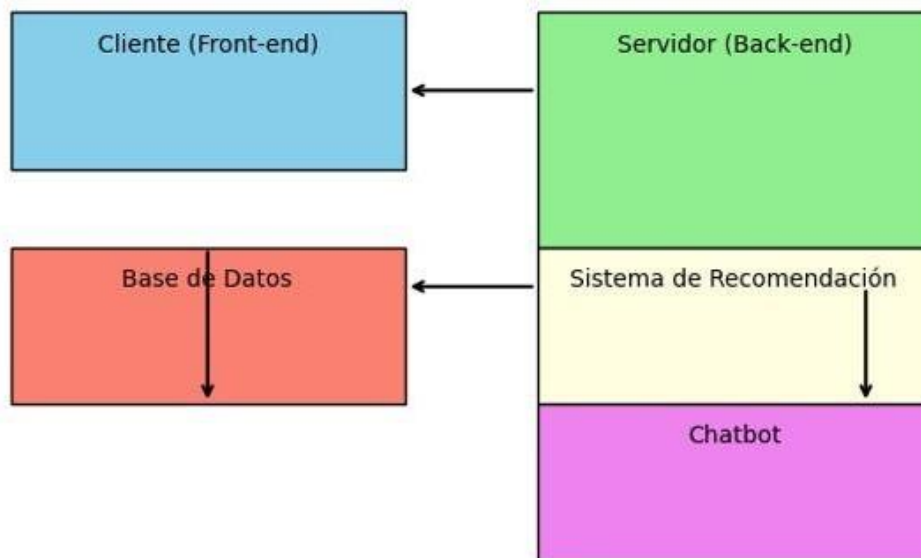 Cliente (Front-end)
Servidor (Back-end)
Base de Datos
Sistema de Recomendación
Chatbot